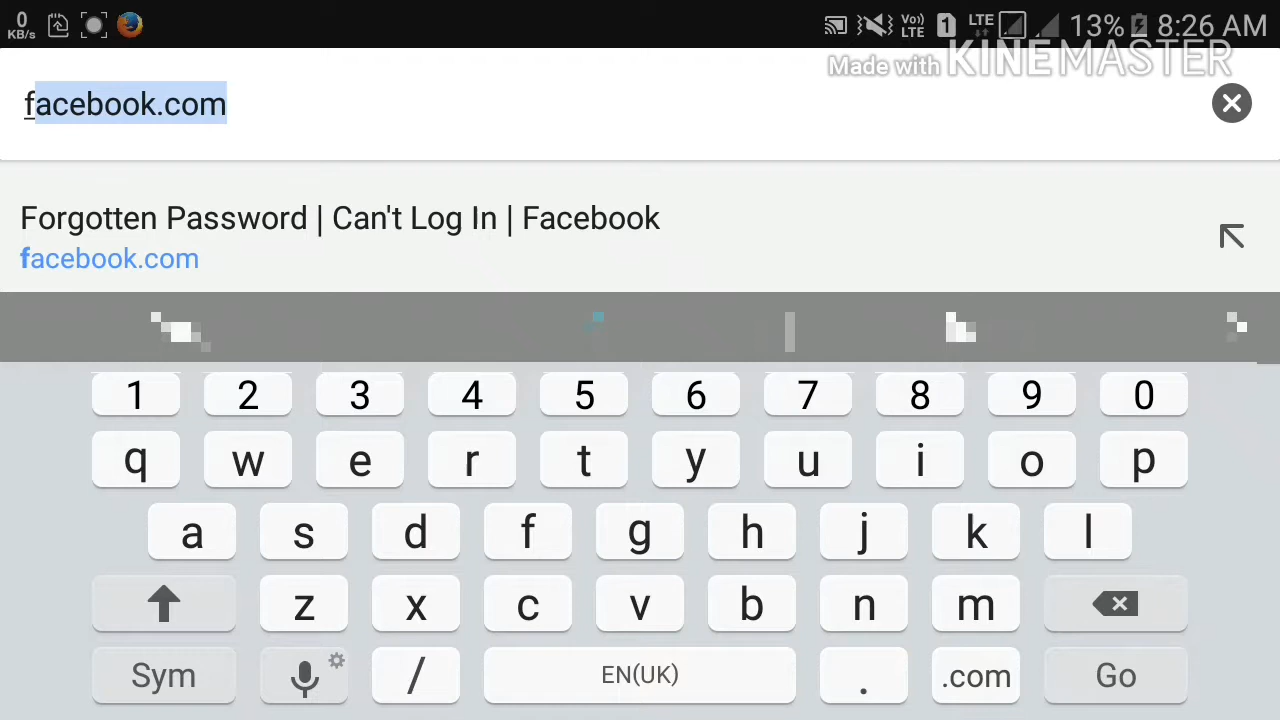 0
KB/s
Vo)
LTE
1
LTE
13%
8:26 AM
Made with KINEMASTER
facebook.com
Forgotten Password | Can't Log In | Facebook
facebook.com
1 2 3 4 5 6 7 8 9 0
q w e r t y u i o p
a s d f g h j k l
z x c v b n m
Sym / EN(UK) . .com Go